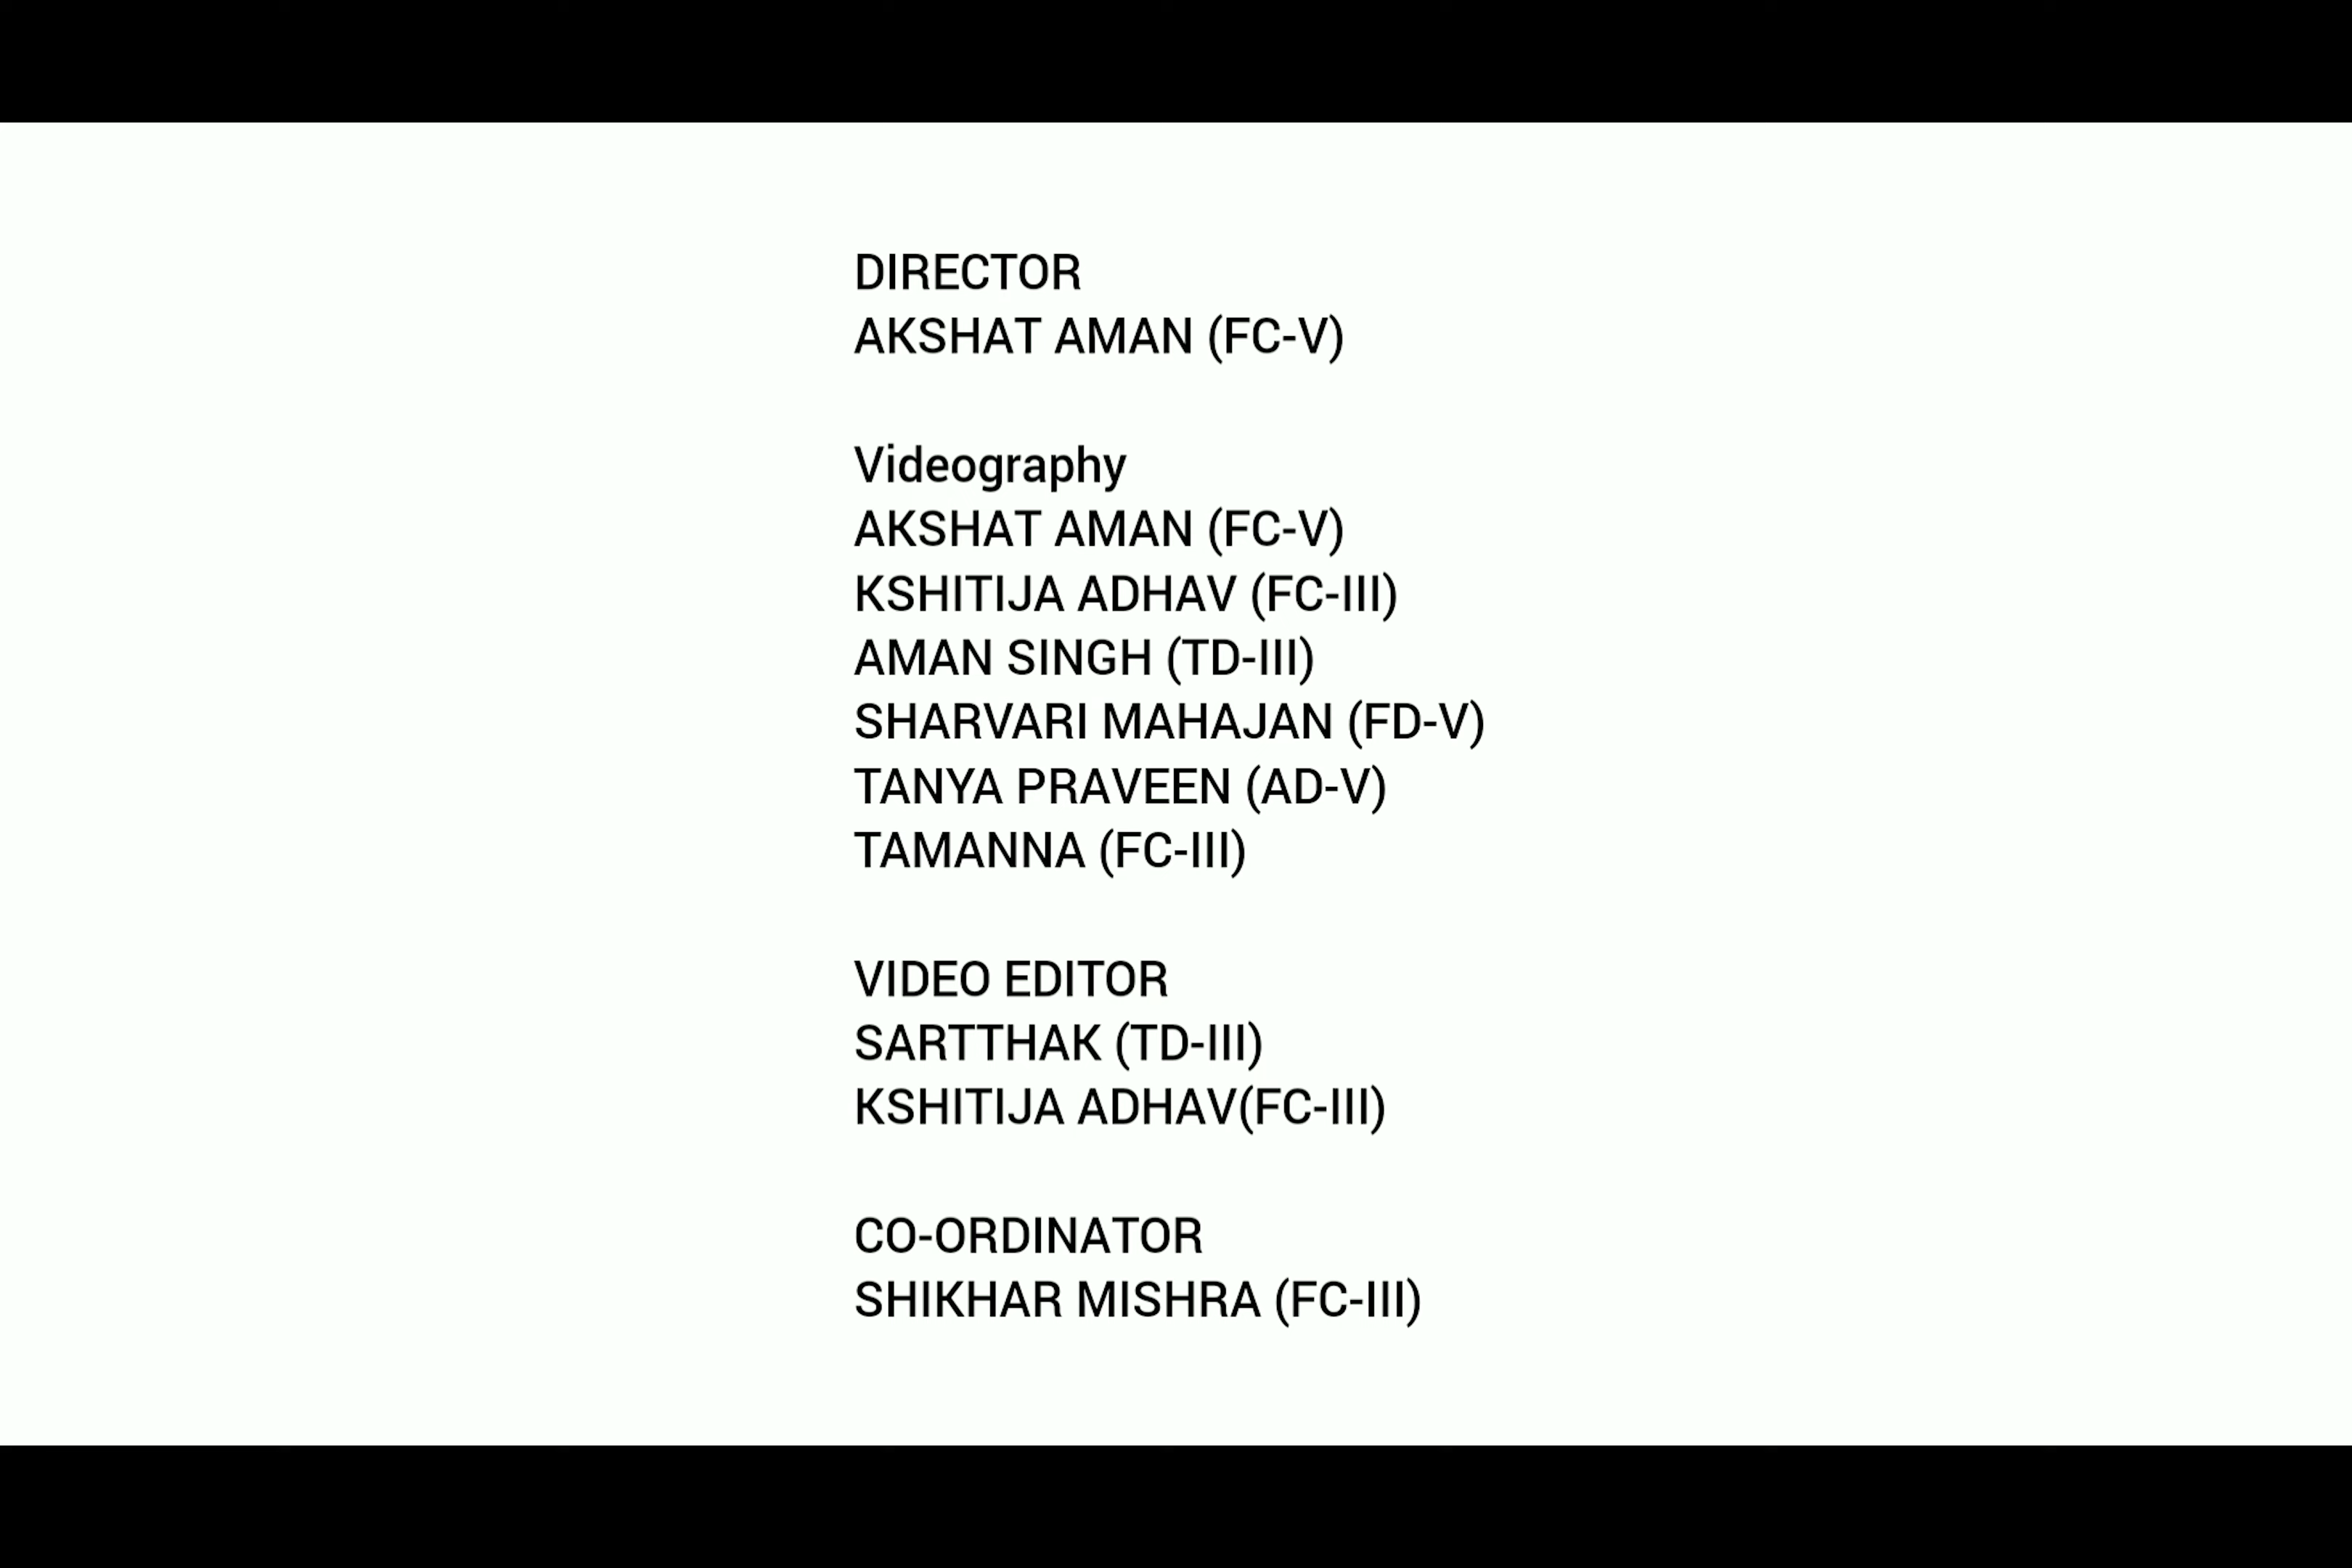 DIRECTOR
AKSHAT AMAN (FC-V)
Videography
AKSHAT AMAN (FC-V)
KSHITIJA ADHAV (FC-III)
AMAN SINGH (TD-III)
SHARVARI MAHAJAN (FD-V)
TANYA PRAVEEN (AD-V)
TAMANNA (FC-III)
VIDEO EDITOR
SARTTHAK (TD-III)
KSHITIJA ADHAV(FC-III)
CO-ORDINATOR
SHIKHAR MISHRA (FC-III)